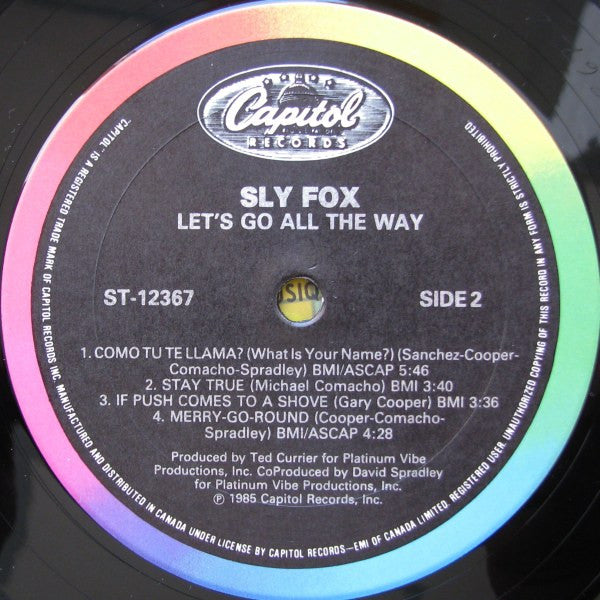 Capitol
RECORDS
SLY FOX
LET'S GO ALL THE WAY
ST-12367
SIDE 2
1. COMO TU TE LLAMA? (What Is Your Name?) (Sanchez-Cooper-
Comacho-Spradley) BMI/ASCAP 5:46
2. STAY TRUE (Michael Comacho) BMI 3:40
3. IF PUSH COMES TO A SHOVE (Gary Cooper) BMI 3:36
4. MERRY-GO-ROUND (Cooper-Comacho-
Spradley) BMI/ASCAP 4:28
Produced by Ted Currier for Platinum Vibe
Productions, Inc. CoProduced by David Spradley
for Platinum Vibe Productions, Inc.
℗ 1985 Capitol Records, Inc.
"CAPITOL" IS A REGISTERED TRADE MARK OF CAPITOL RECORDS INC. MANUFACTURED AND DISTRIBUTED IN CANADA UNDER LICENSE BY CAPITOL RECORDS—EMI OF CANADA LIMITED. REGISTERED USER. UNAUTHORIZED COPYING OF THIS RECORD IN ANY FORM IS STRICTLY PROHIBITED.